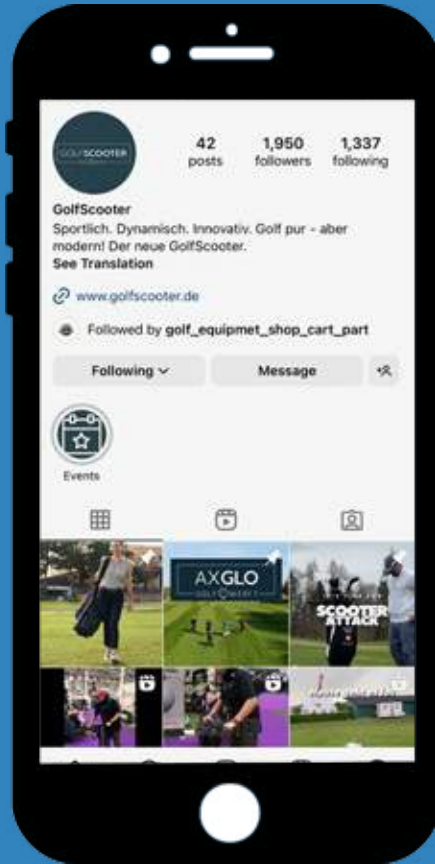 GOLFSCOOTER
42 1,950 1,337
posts followers following
GolfScooter
Sportlich. Dynamisch. Innovativ. Golf pur - aber
modern! Der neue GolfScooter.
See Translation
www.golfscooter.de
Followed by golf_equipmet_shop_cart_part
Following Message
Events
AXGLO
SCOOTER
ATTACK